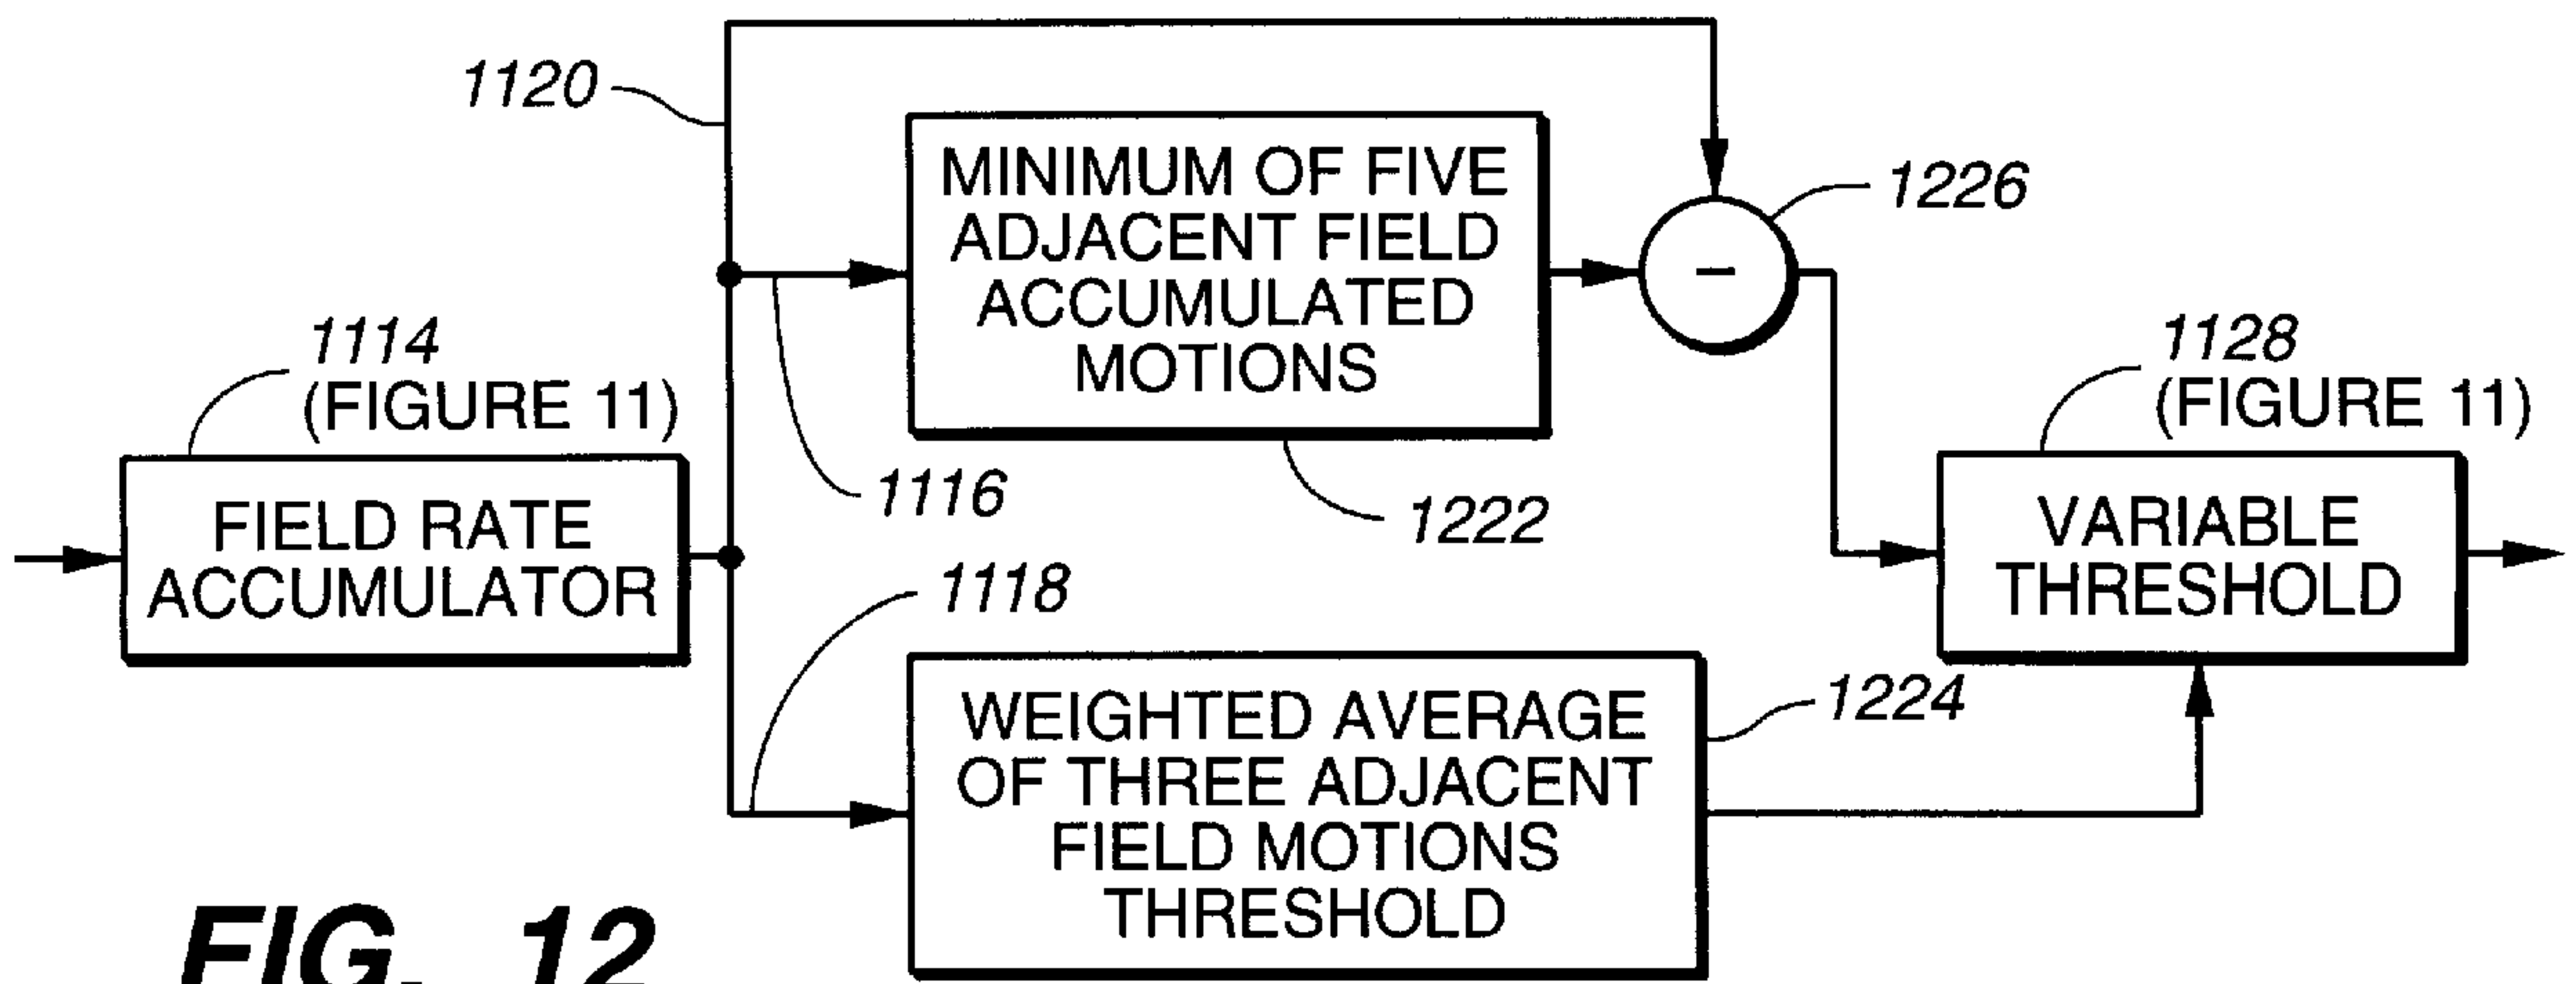 1120
MINIMUM OF FIVE
ADJACENT FIELD
ACCUMULATED
MOTIONS
–
1226
1114
(FIGURE 11)
1116
1222
1128
(FIGURE 11)
FIELD RATE
ACCUMULATOR
VARIABLE
THRESHOLD
1118
WEIGHTED AVERAGE
OF THREE ADJACENT
FIELD MOTIONS
THRESHOLD
1224
FIG. 12